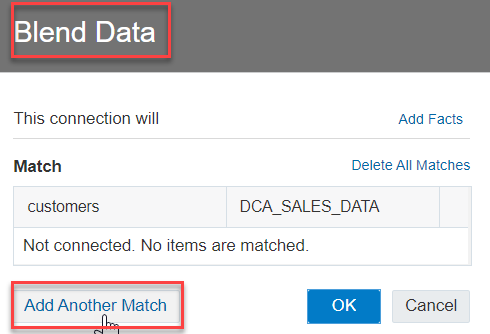 Blend Data
This connection will Add Facts
Match Delete All Matches
customers DCA_SALES_DATA
Not connected. No items are matched.
Add Another Match OK Cancel